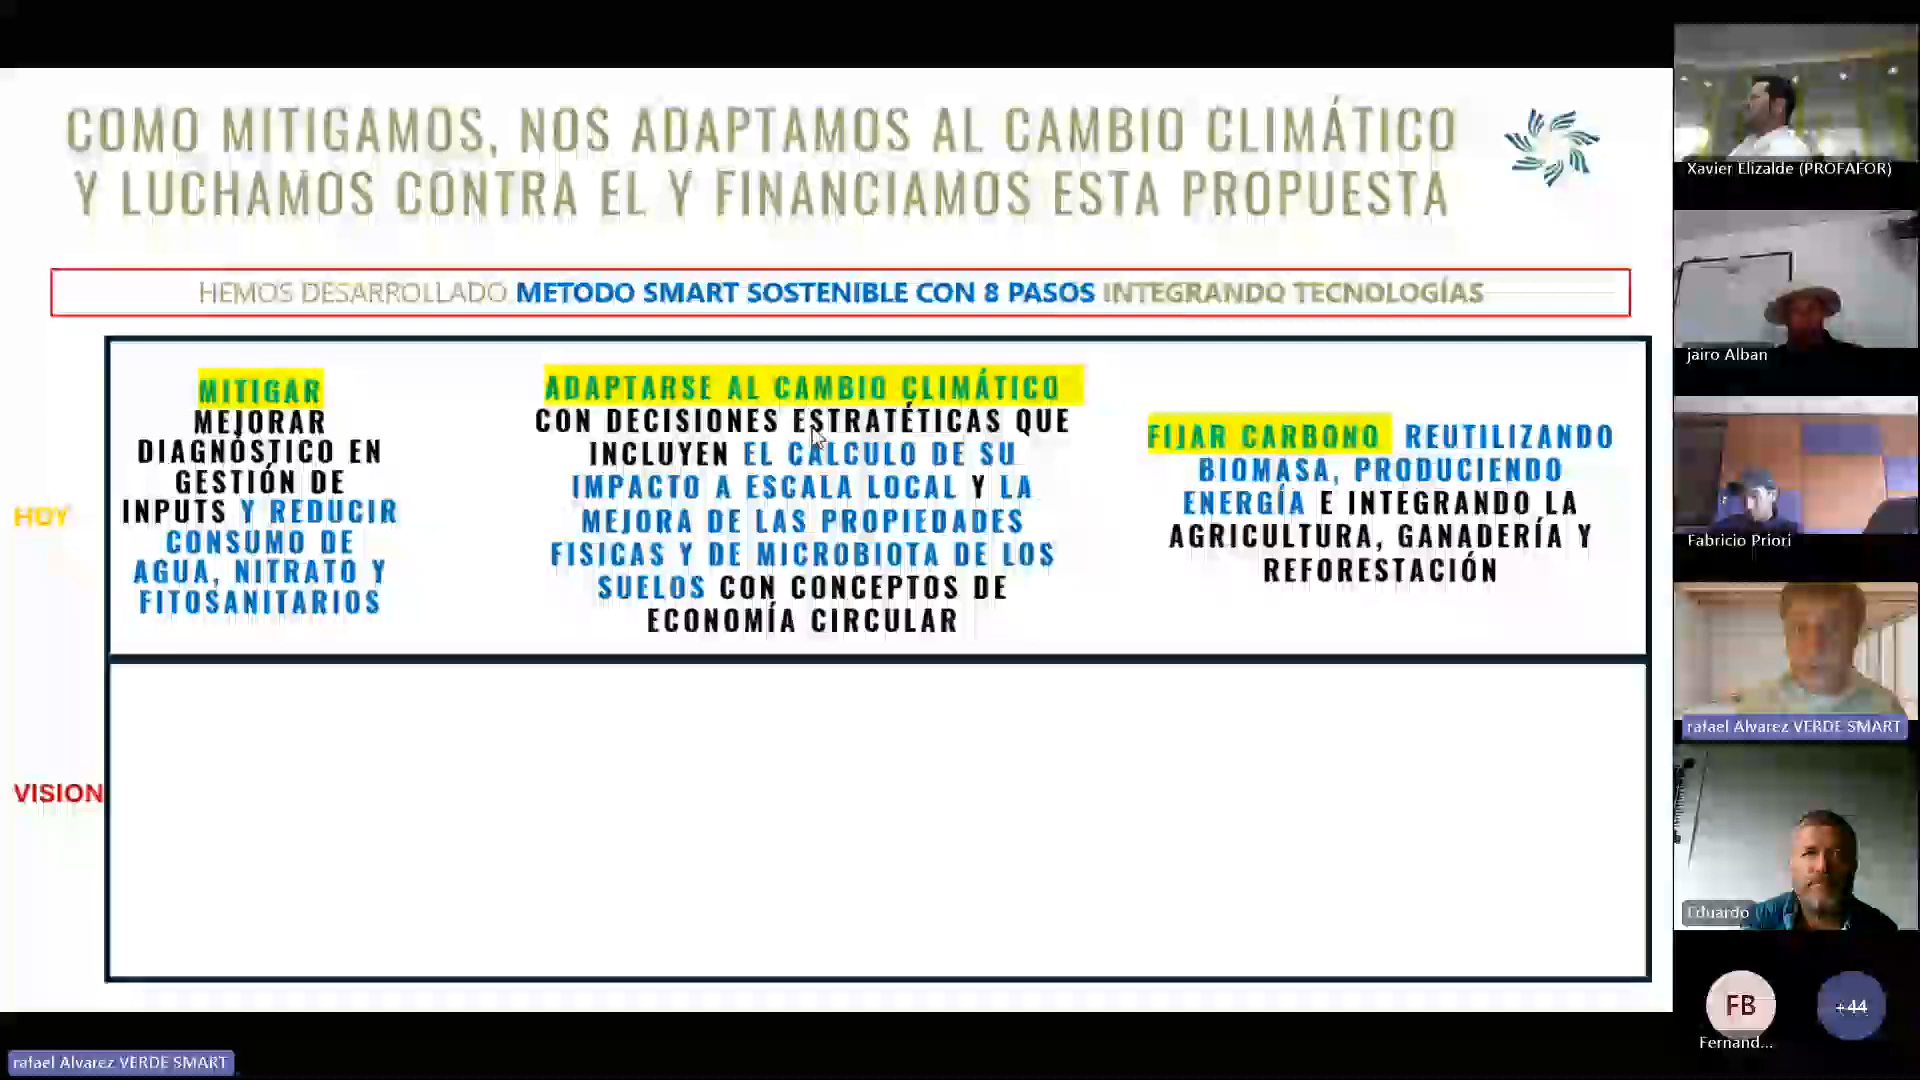 COMO MITIGAMOS, NOS ADAPTAMOS AL CAMBIO CLIMÁTICO
Y LUCHAMOS CONTRA EL Y FINANCIAMOS ESTA PROPUESTA
HEMOS DESARROLLADO METODO SMART SOSTENIBLE CON 8 PASOS INTEGRANDO TECNOLOGÍAS
HOY
MITIGAR
MEJORAR
DIAGNÓSTICO EN
GESTIÓN DE
INPUTS Y REDUCIR
CONSUMO DE
AGUA, NITRATO Y
FITOSANITARIOS
ADAPTARSE AL CAMBIO CLIMÁTICO
CON DECISIONES ESTRATÉTICAS QUE
INCLUYEN EL CÁLCULO DE SU
IMPACTO A ESCALA LOCAL Y LA
MEJORA DE LAS PROPIEDADES
FISICAS Y DE MICROBIOTA DE LOS
SUELOS CON CONCEPTOS DE
ECONOMÍA CIRCULAR
FIJAR CARBONO REUTILIZANDO
BIOMASA, PRODUCIENDO
ENERGÍA E INTEGRANDO LA
AGRICULTURA, GANADERÍA Y
REFORESTACIÓN
VISION
Xavier Elizalde (PROFAFOR)
jairo Alban
Fabricio Priori
rafael Alvarez VERDE SMART
Eduardo
FB
+44
Fernand...
rafael Alvarez VERDE SMART